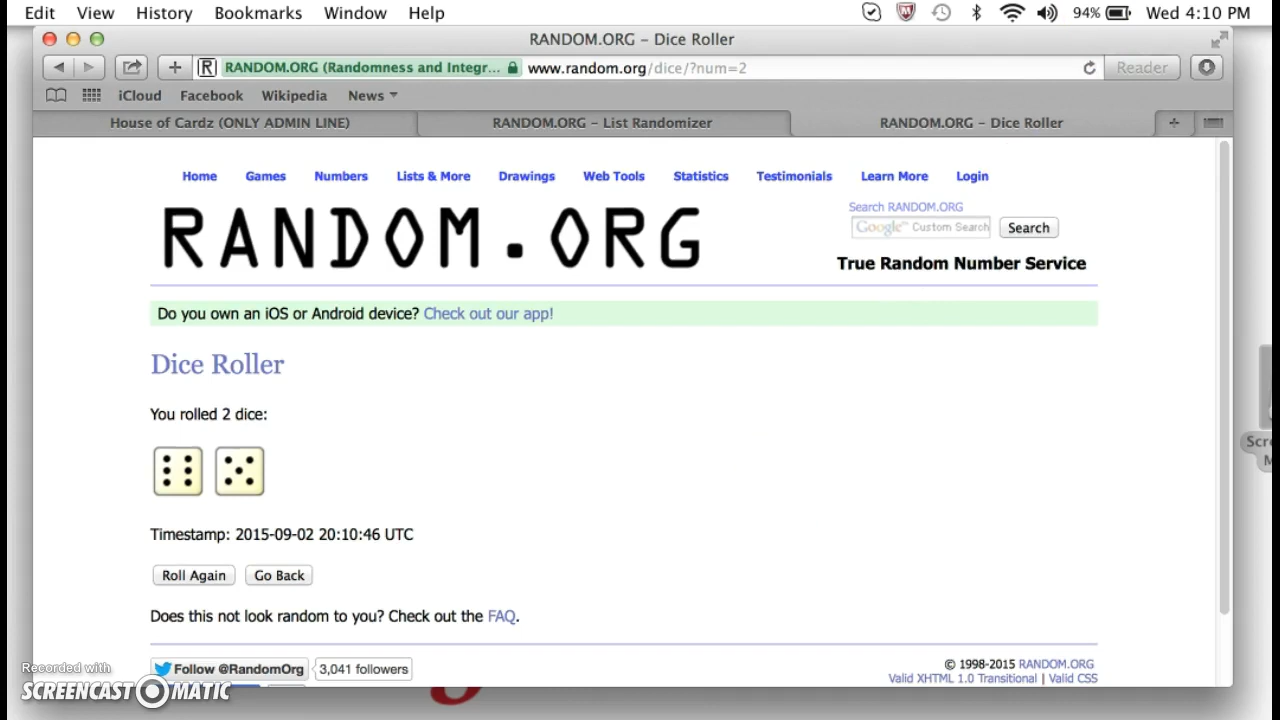 Edit View History Bookmarks Window Help 94% Wed 4:10 PM
RANDOM.ORG – Dice Roller
R RANDOM.ORG (Randomness and Integr... www.random.org/dice/?num=2 Reader
iCloud Facebook Wikipedia News
House of Cardz (ONLY ADMIN LINE) RANDOM.ORG – List Randomizer RANDOM.ORG – Dice Roller
Home Games Numbers Lists & More Drawings Web Tools Statistics Testimonials Learn More Login
Search RANDOM.ORG
RANDOM.ORG
Google™ Custom Search Search
True Random Number Service
Do you own an iOS or Android device? Check out our app!
Dice Roller
You rolled 2 dice:
Timestamp: 2015-09-02 20:10:46 UTC
Roll Again Go Back
Does this not look random to you? Check out the FAQ.
Follow @RandomOrg 3,041 followers
© 1998-2015 RANDOM.ORG
Valid XHTML 1.0 Transitional | Valid CSS
Scr
M
Recorded with
SCREENCAST MATIC